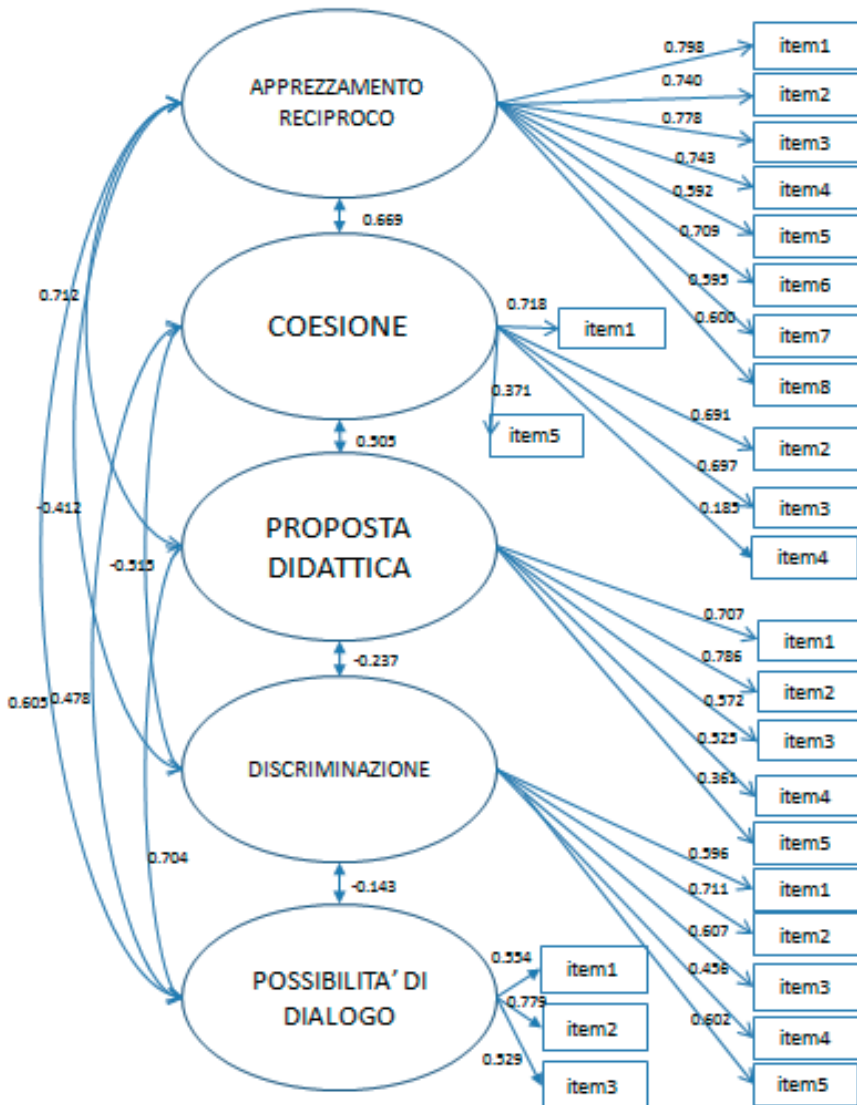 APPREZZAMENTO
RECIPROCO
0.798
item1
0.740
item2
0.778
item3
0.743
item4
0.592
item5
0.709
item6
0.595
item7
0.600
item8
0.669
0.712
COESIONE
0.718
item1
0.371
item5
0.691
item2
0.697
item3
0.185
item4
0.505
-0.412
-0.515
PROPOSTA
DIDATTICA
0.707
item1
0.786
item2
0.572
item3
0.525
item4
0.361
item5
-0.237
0.605
0.478
DISCRIMINAZIONE
0.596
item1
0.711
item2
0.607
item3
0.456
item4
0.602
item5
0.704
-0.143
POSSIBILITA’ DI
DIALOGO
0.554
item1
0.779
item2
0.529
item3